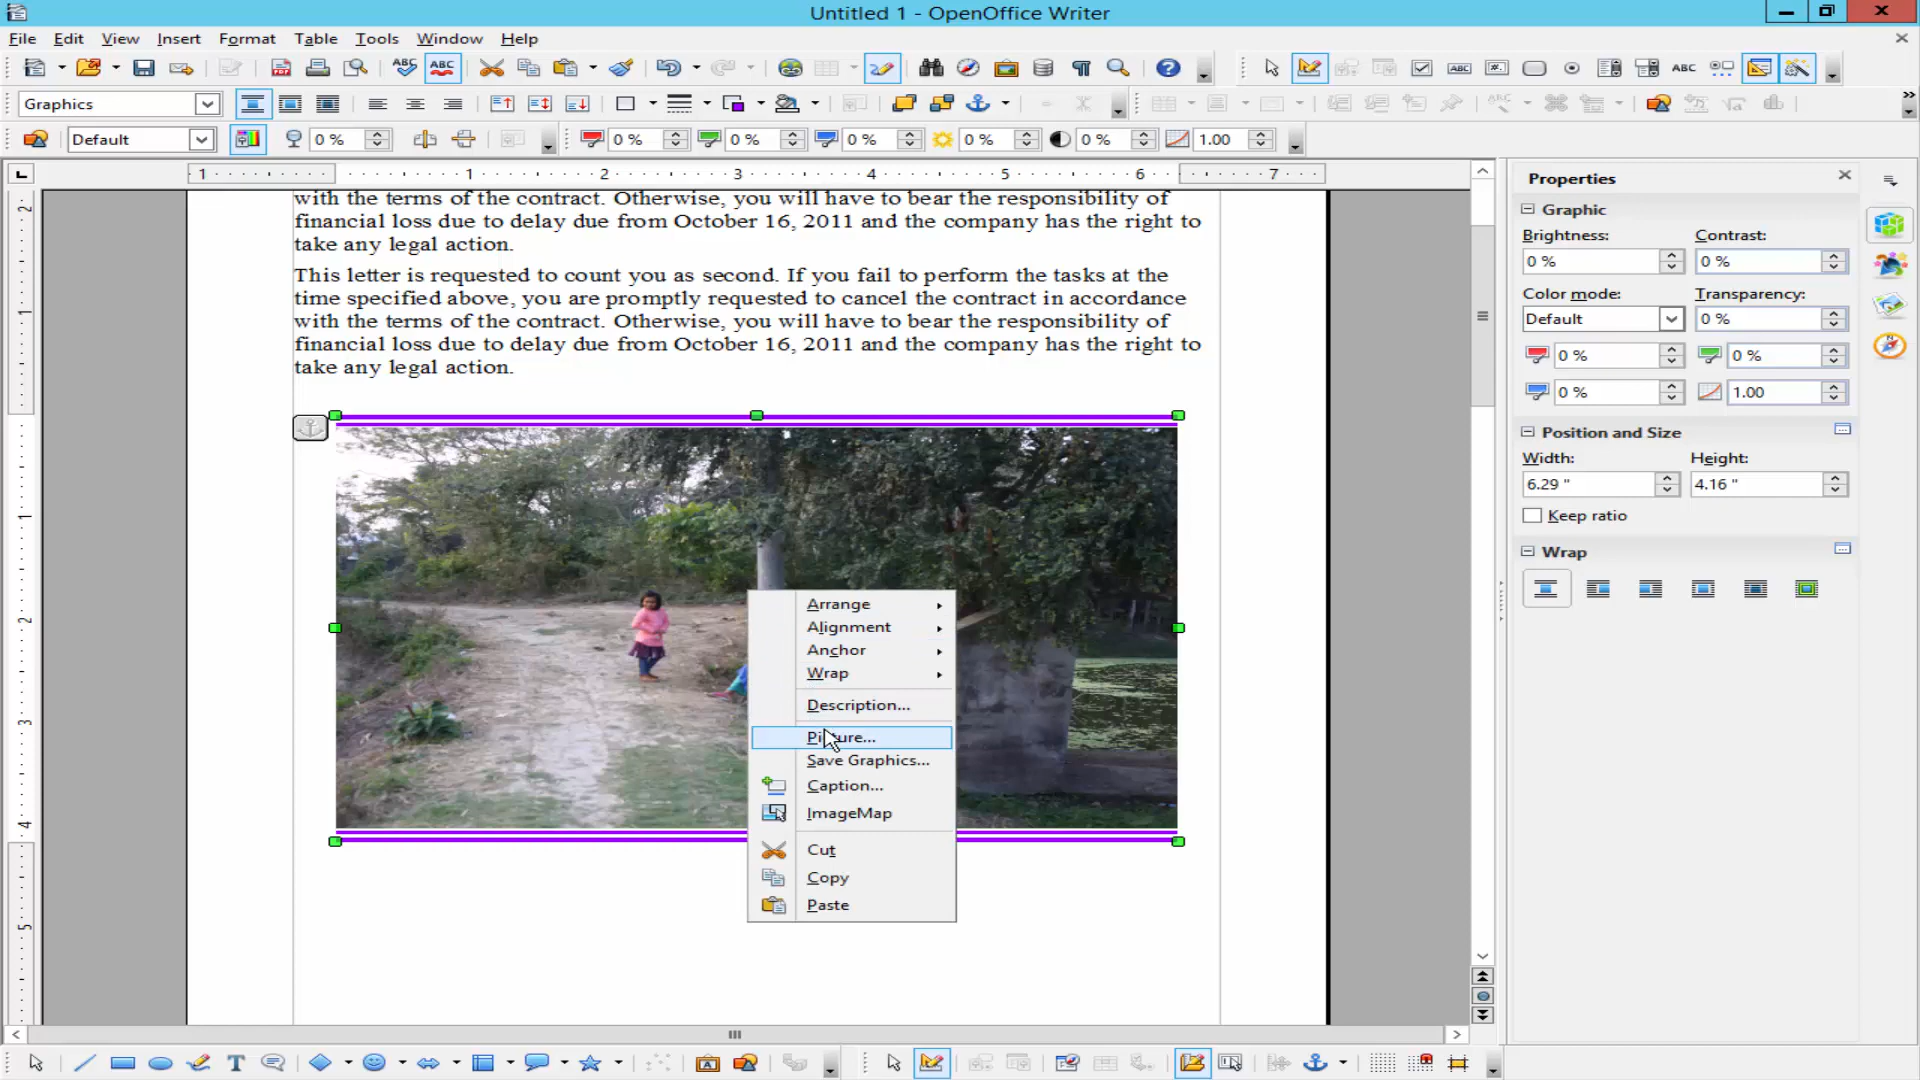 Untitled 1 - OpenOffice Writer
File Edit View Insert Format Table Tools Window Help
Graphics
Default 0 % 0 % 0 % 0 % 0 % 0 % 1.00
1 1 2 3 4 5 6 7
with the terms of the contract. Otherwise, you will have to bear the responsibility of
financial loss due to delay due from October 16, 2011 and the company has the right to
take any legal action.
This letter is requested to count you as second. If you fail to perform the tasks at the
time specified above, you are promptly requested to cancel the contract in accordance
with the terms of the contract. Otherwise, you will have to bear the responsibility of
financial loss due to delay due from October 16, 2011 and the company has the right to
take any legal action.
Arrange
Alignment
Anchor
Wrap
Description...
Picture...
Save Graphics...
Caption...
ImageMap
Cut
Copy
Paste
Properties
Graphic
Brightness: Contrast:
0 % 0 %
Color mode: Transparency:
Default 0 %
0 % 0 %
0 % 1.00
Position and Size
Width: Height:
6.29 " 4.16 "
Keep ratio
Wrap